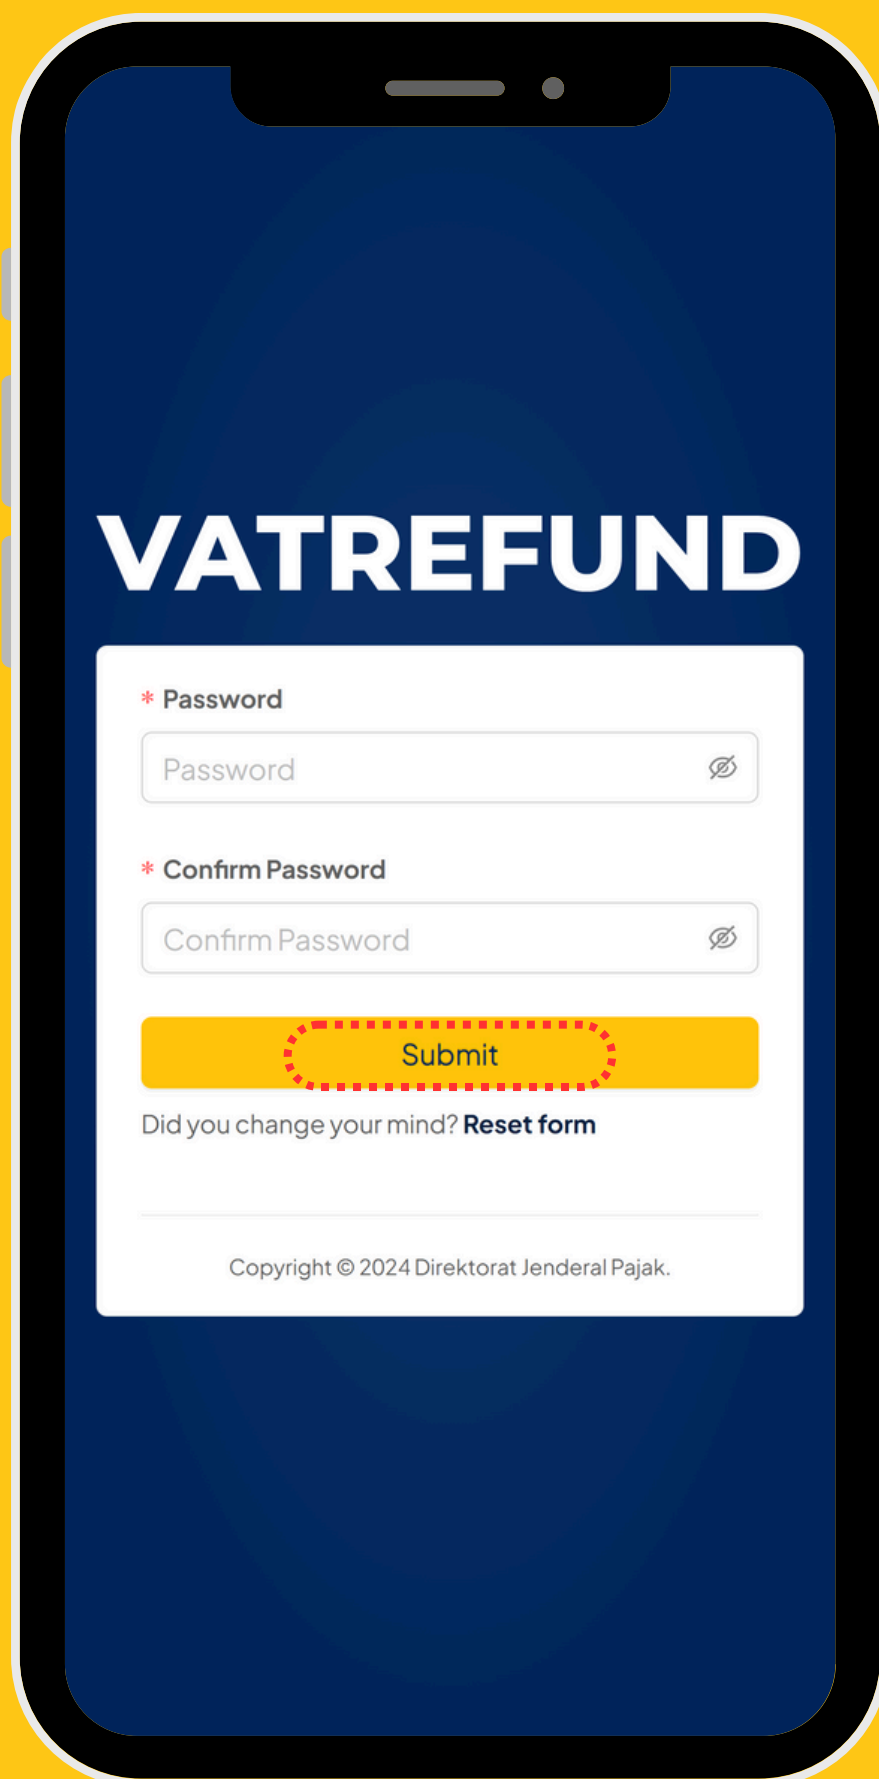 VATREFUND
* Password
Password
* Confirm Password
Confirm Password
Submit
Did you change your mind? Reset form
Copyright © 2024 Direktorat Jenderal Pajak.